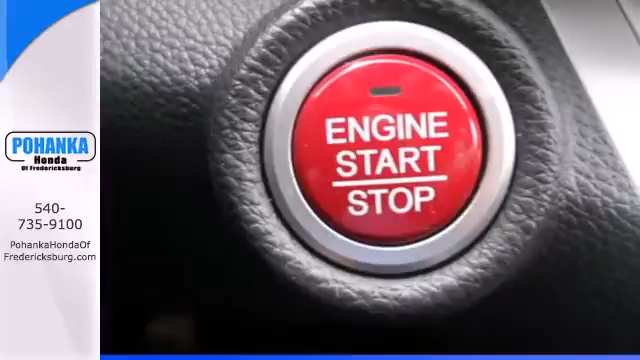 POHANKA
Honda
Of Fredericksburg
540-
735-9100
PohankaHondaOf
Fredericksburg.com
ENGINE
START
STOP